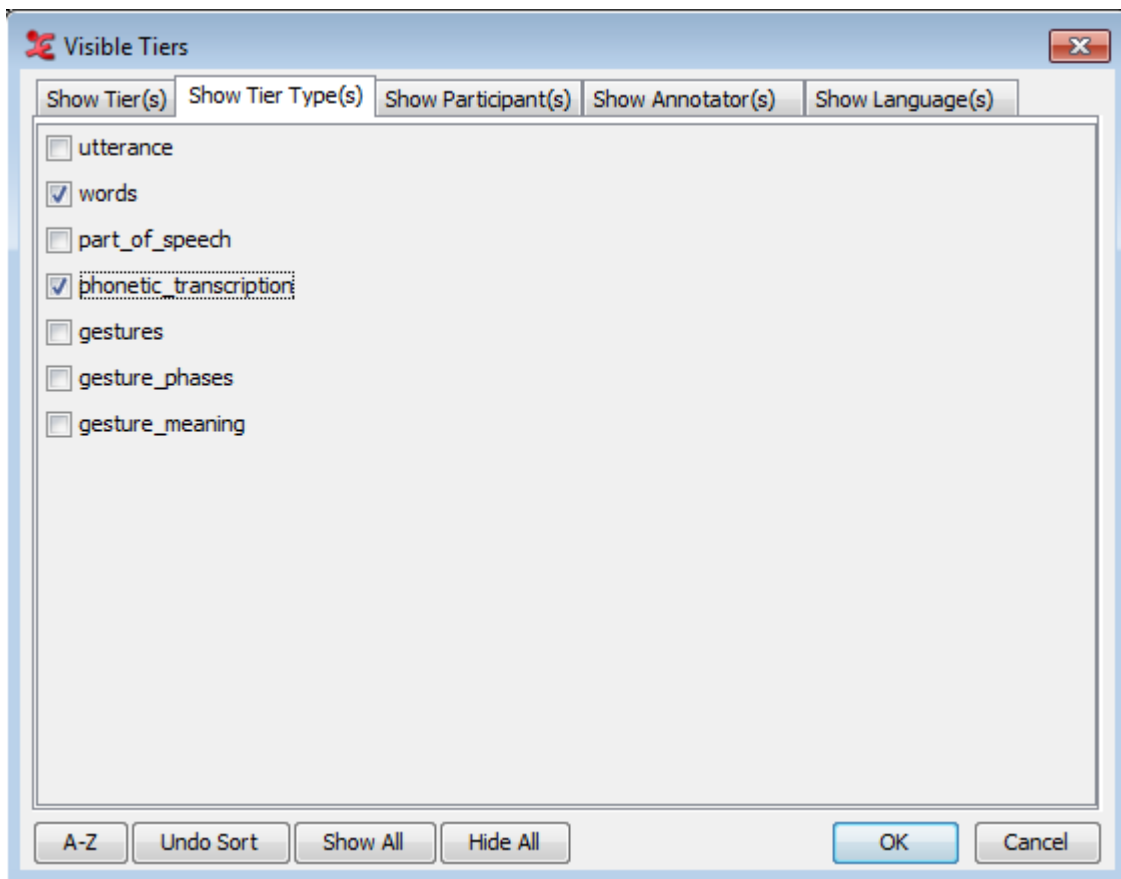 Visible Tiers
Show Tier(s) Show Tier Type(s) Show Participant(s) Show Annotator(s) Show Language(s)
utterance
words
part_of_speech
phonetic_transcription
gestures
gesture_phases
gesture_meaning
A-Z Undo Sort Show All Hide All OK Cancel